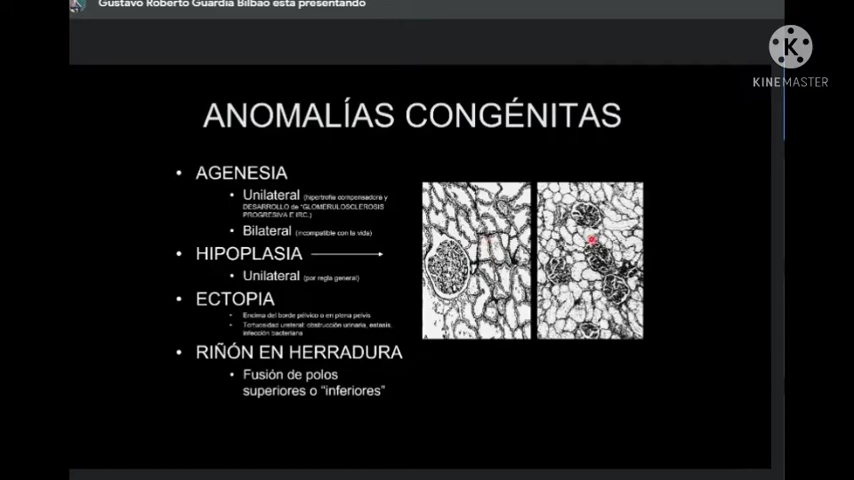 Gustavo Roberto Guardia Bilbao está presentando
K
KINEMASTER
ANOMALÍAS CONGÉNITAS
• AGENESIA
• Unilateral (hipertrofia compensadora y
DESARROLLO de "GLOMERULOSCLEROSIS
PROGRESIVA E IRC.)
• Bilateral (incompatible con la vida)
• HIPOPLASIA
• Unilateral (por regla general)
• ECTOPIA
• Encima del borde pélvico o en plena pelvis
• Tortuosidad ureteral: obstrucción urinaria, estasis,
infección bacteriana
• RIÑÓN EN HERRADURA
• Fusión de polos
superiores o "inferiores"